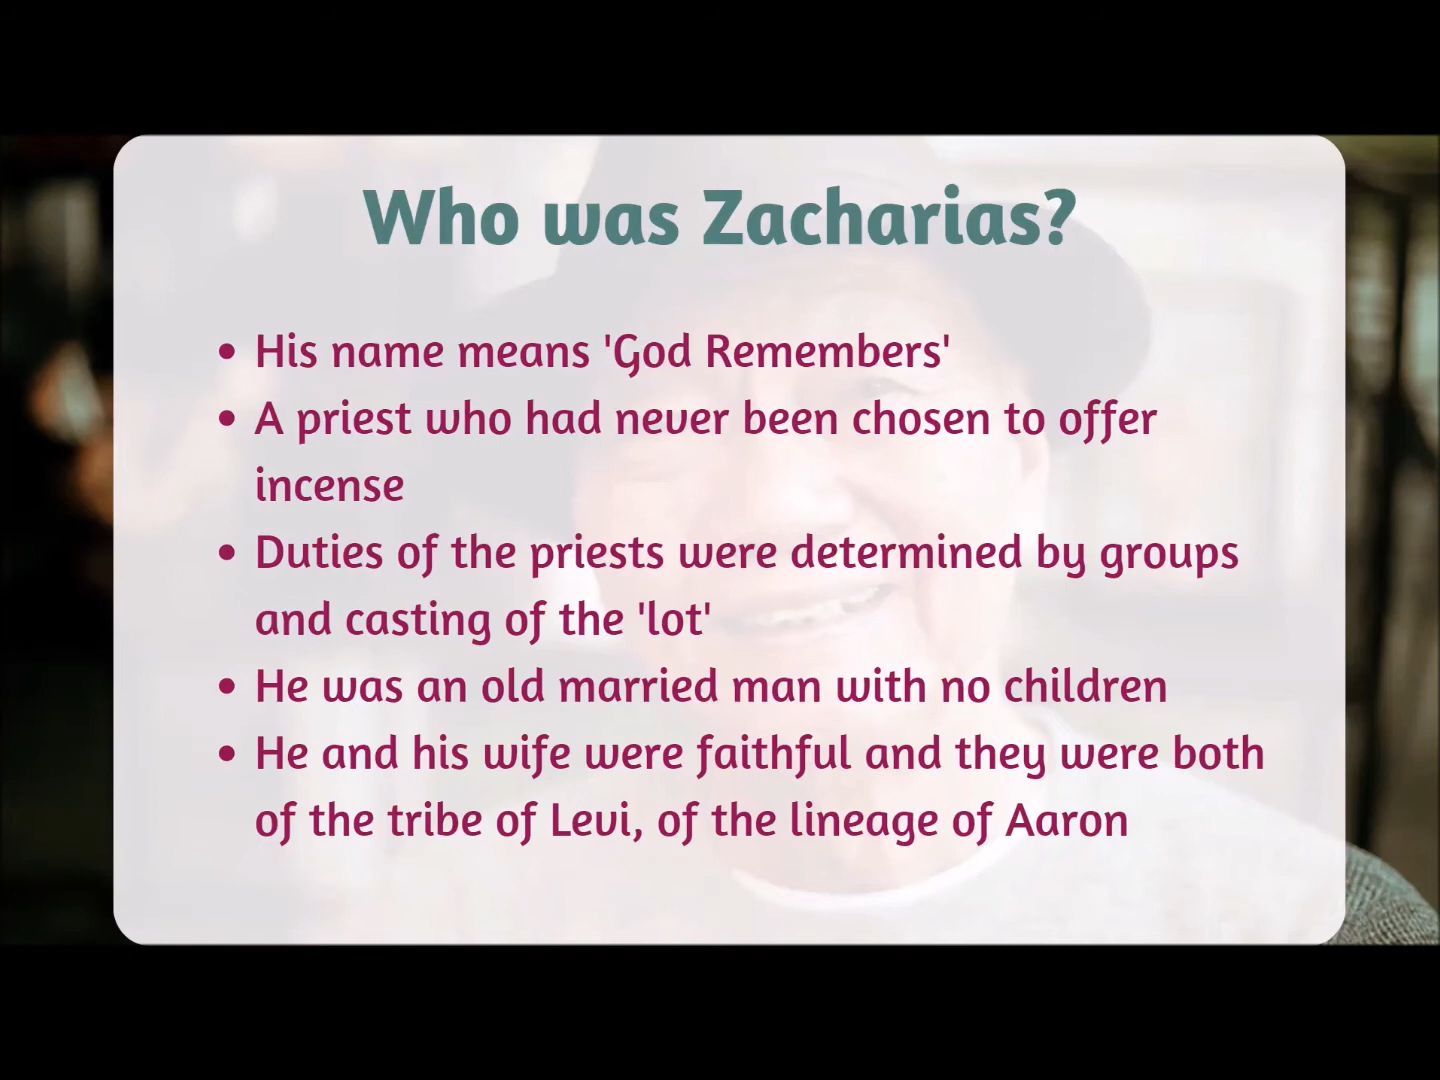 Who was Zacharias?
• His name means 'God Remembers'
• A priest who had never been chosen to offer
incense
• Duties of the priests were determined by groups
and casting of the 'lot'
• He was an old married man with no children
• He and his wife were faithful and they were both
of the tribe of Levi, of the lineage of Aaron